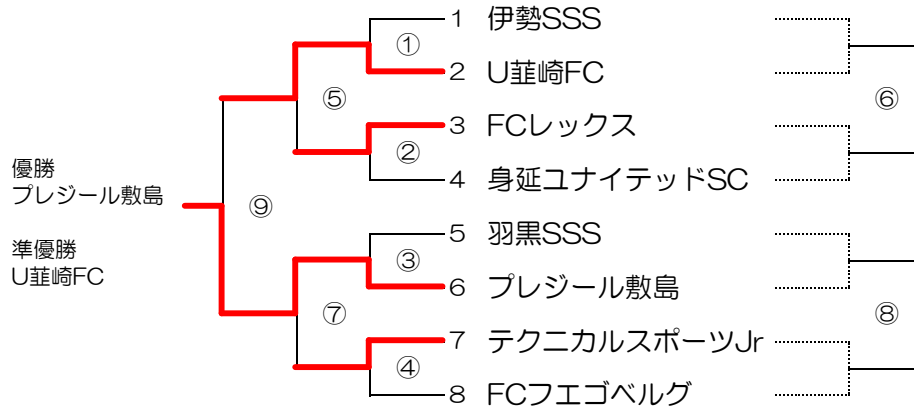 1 伊勢SSS
①
2 U韮崎FC
⑤
⑥
3 FCレックス
②
4 身延ユナイテッドSC
優勝
プレジール敷島
⑨
準優勝
U韮崎FC
5 羽黒SSS
③
6 プレジール敷島
⑦
⑧
7 テクニカルスポーツJr
④
8 FCフエゴベルグ